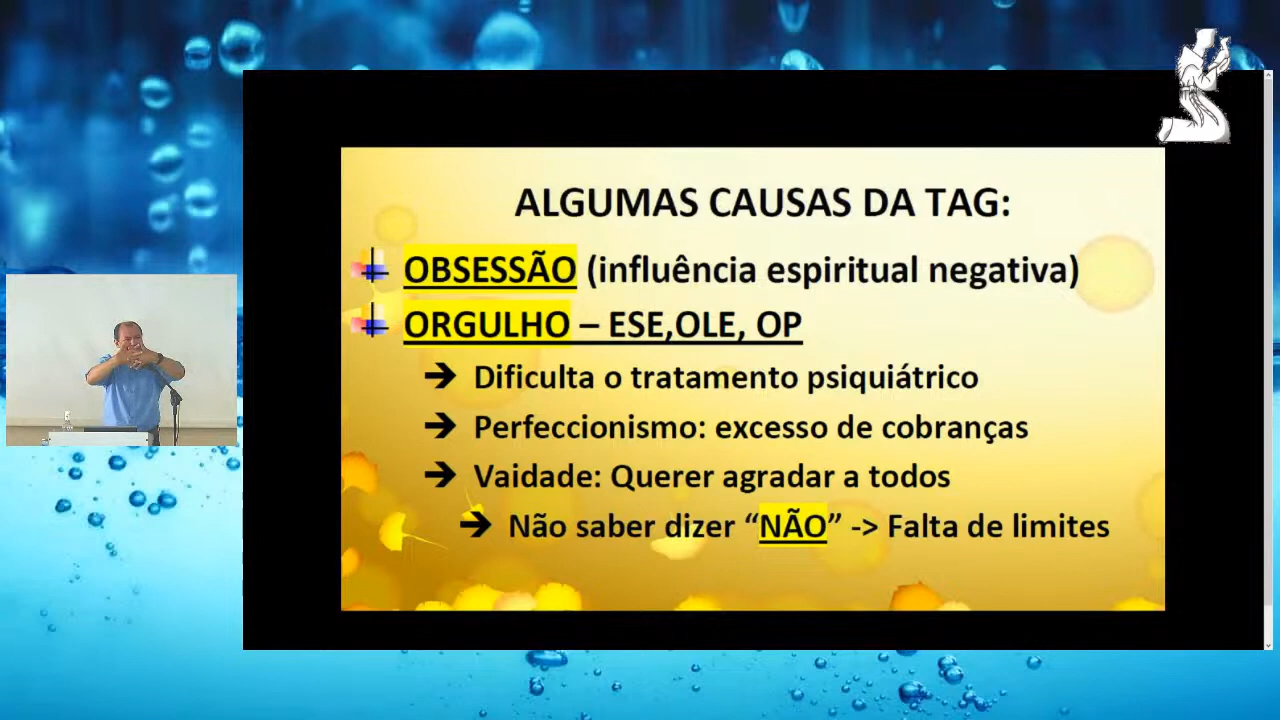 ALGUMAS CAUSAS DA TAG:
OBSESSÃO (influência espiritual negativa)
ORGULHO – ESE,OLE, OP
➔ Dificulta o tratamento psiquiátrico
➔ Perfeccionismo: excesso de cobranças
➔ Vaidade: Querer agradar a todos
➔ Não saber dizer “NÃO” -> Falta de limites